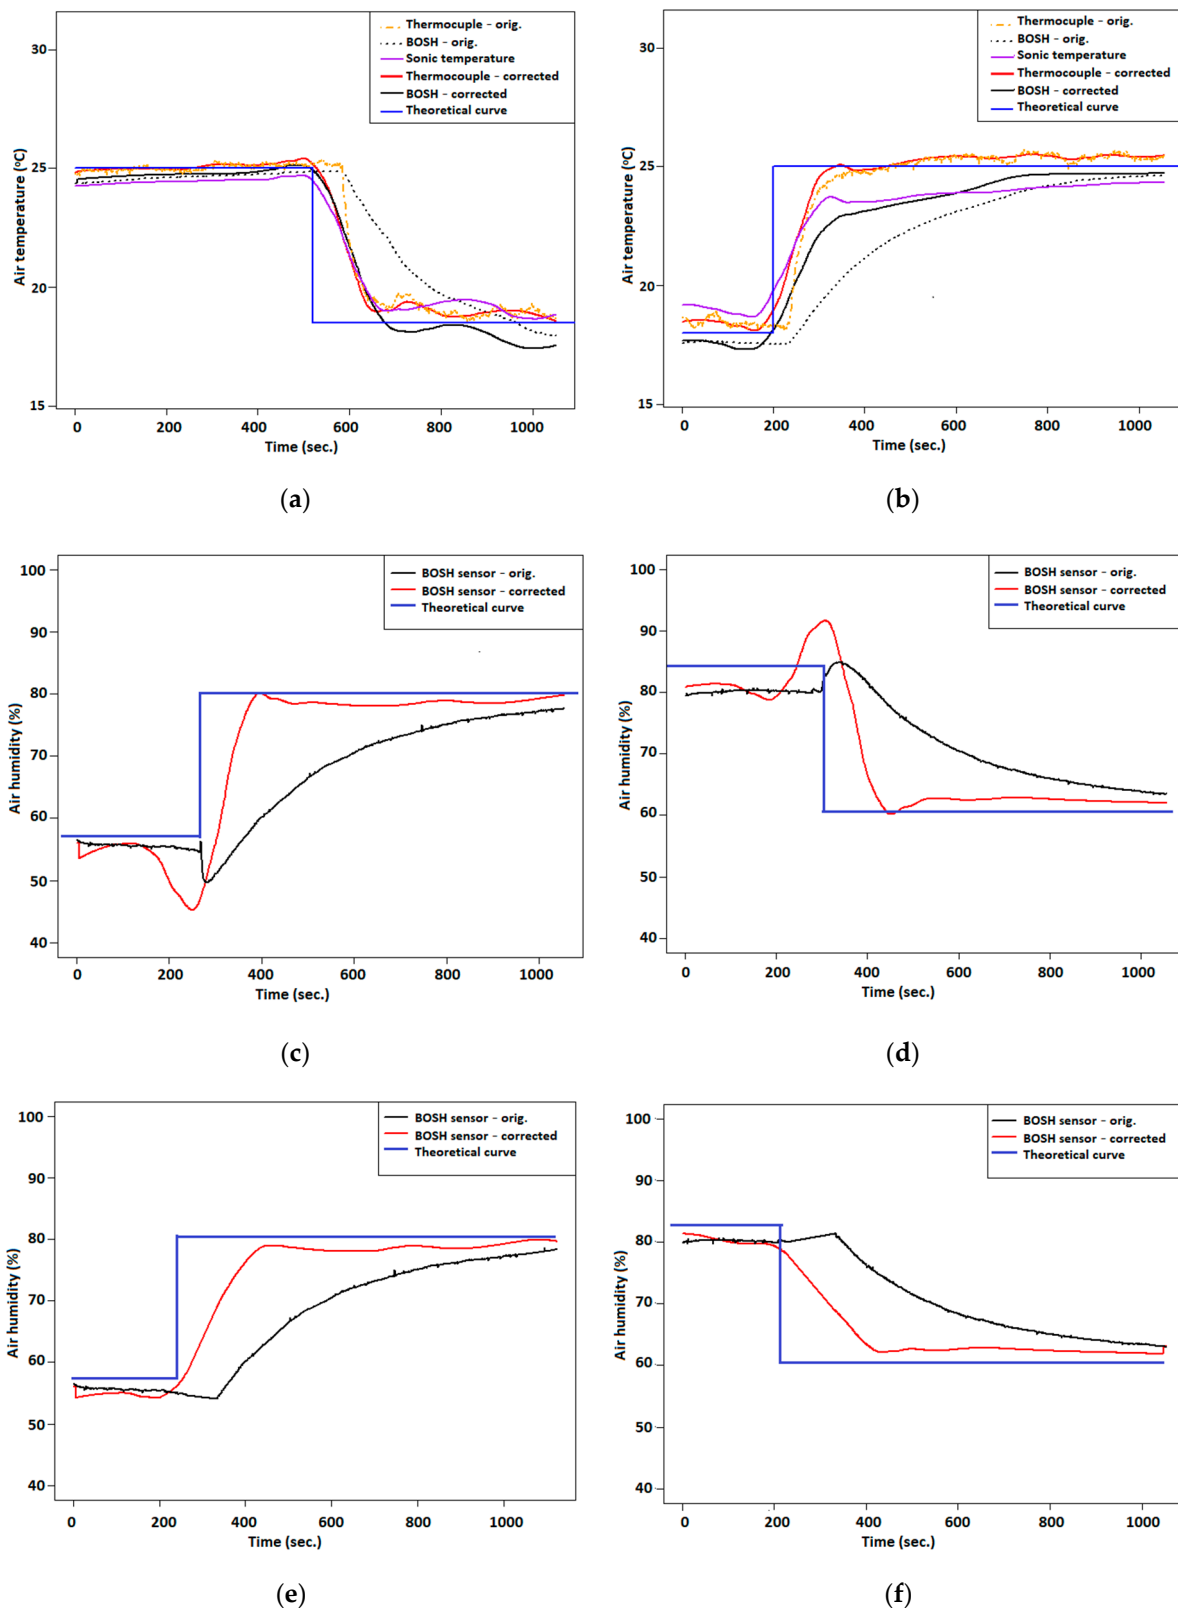 Thermocuple – orig.
BOSH – orig.
Sonic temperature
Thermocouple – corrected
BOSH – corrected
Theoretical curve
30
25
20
15
Air temperature (ºC)
0 200 400 600 800 1000
Time (sec.)
(a)
Thermocuple – orig.
BOSH – orig.
Sonic temperature
Thermocouple – corrected
BOSH – corrected
Theoretical curve
30
25
20
15
Air temperature (ºC)
0 200 400 600 800 1000
Time (sec.)
(b)
BOSH sensor – orig.
BOSH sensor – corrected
Theoretical curve
100
90
80
70
60
50
40
Air humidity (%)
0 200 400 600 800 1000
Time (sec.)
(c)
BOSH sensor – orig.
BOSH sensor – corrected
Theoretical curve
100
90
80
70
60
50
40
Air humidity (%)
0 200 400 600 800 1000
Time (sec.)
(d)
BOSH sensor – orig.
BOSH sensor – corrected
Theoretical curve
100
90
80
70
60
50
40
Air humidity (%)
0 200 400 600 800 1000
Time (sec.)
(e)
BOSH sensor – orig.
BOSH sensor – corrected
Theoretical curve
100
90
80
70
60
50
40
Air humidity (%)
0 200 400 600 800 1000
Time (sec.)
(f)